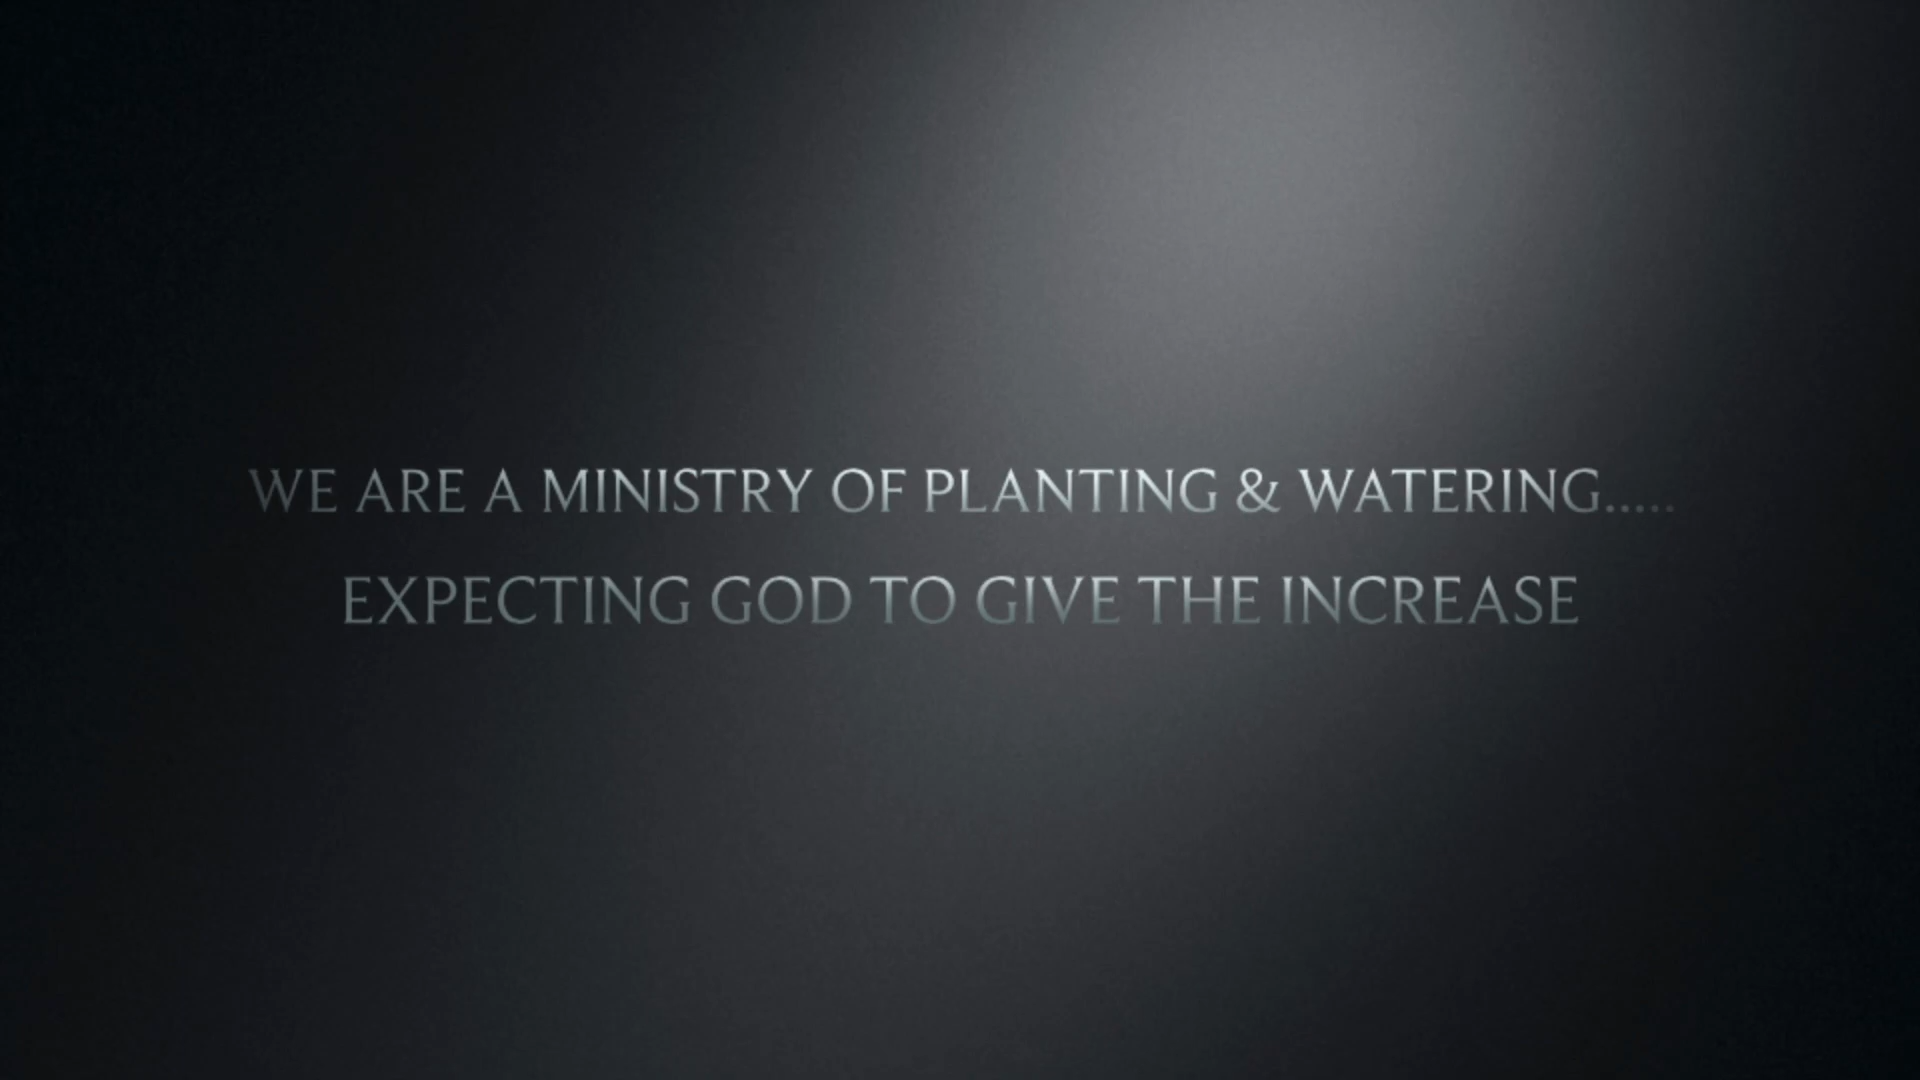 WE ARE A MINISTRY OF PLANTING & WATERING.....
EXPECTING GOD TO GIVE THE INCREASE